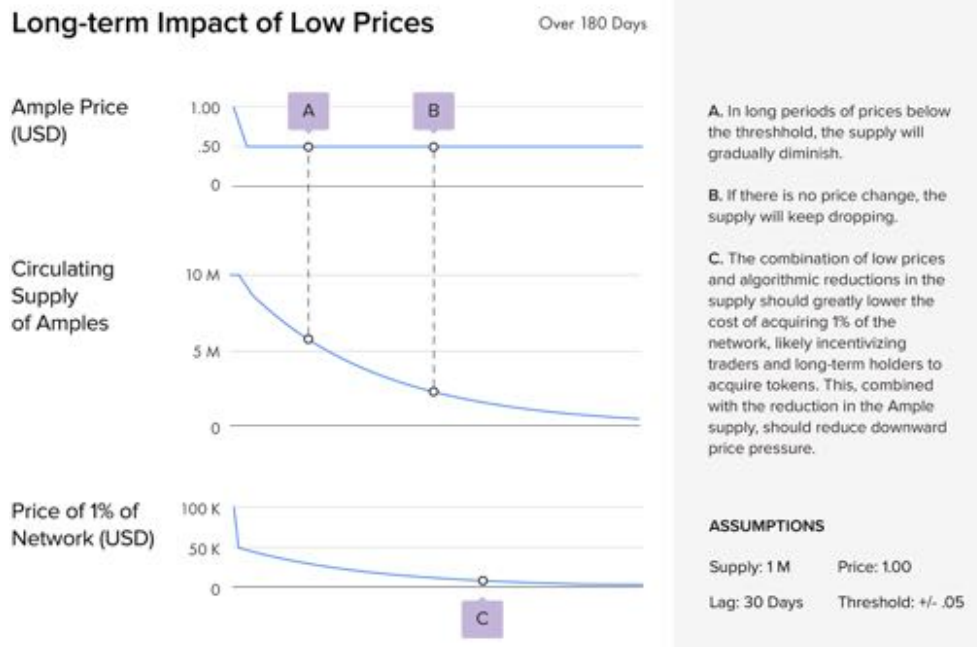 Long-term Impact of Low Prices
Over 180 Days
Ample Price
(USD)
1.00
.50
0
A
B
Circulating
Supply
of Amples
10 M
5 M
0
Price of 1% of
Network (USD)
100 K
50 K
0
C
A. In long periods of prices below
the threshhold, the supply will
gradually diminish.
B. If there is no price change, the
supply will keep dropping.
C. The combination of low prices
and algorithmic reductions in the
supply should greatly lower the
cost of acquiring 1% of the
network, likely incentivizing
traders and long-term holders to
acquire tokens. This, combined
with the reduction in the Ample
supply, should reduce downward
price pressure.
ASSUMPTIONS
Supply: 1 M Price: 1.00
Lag: 30 Days Threshold: +/- .05